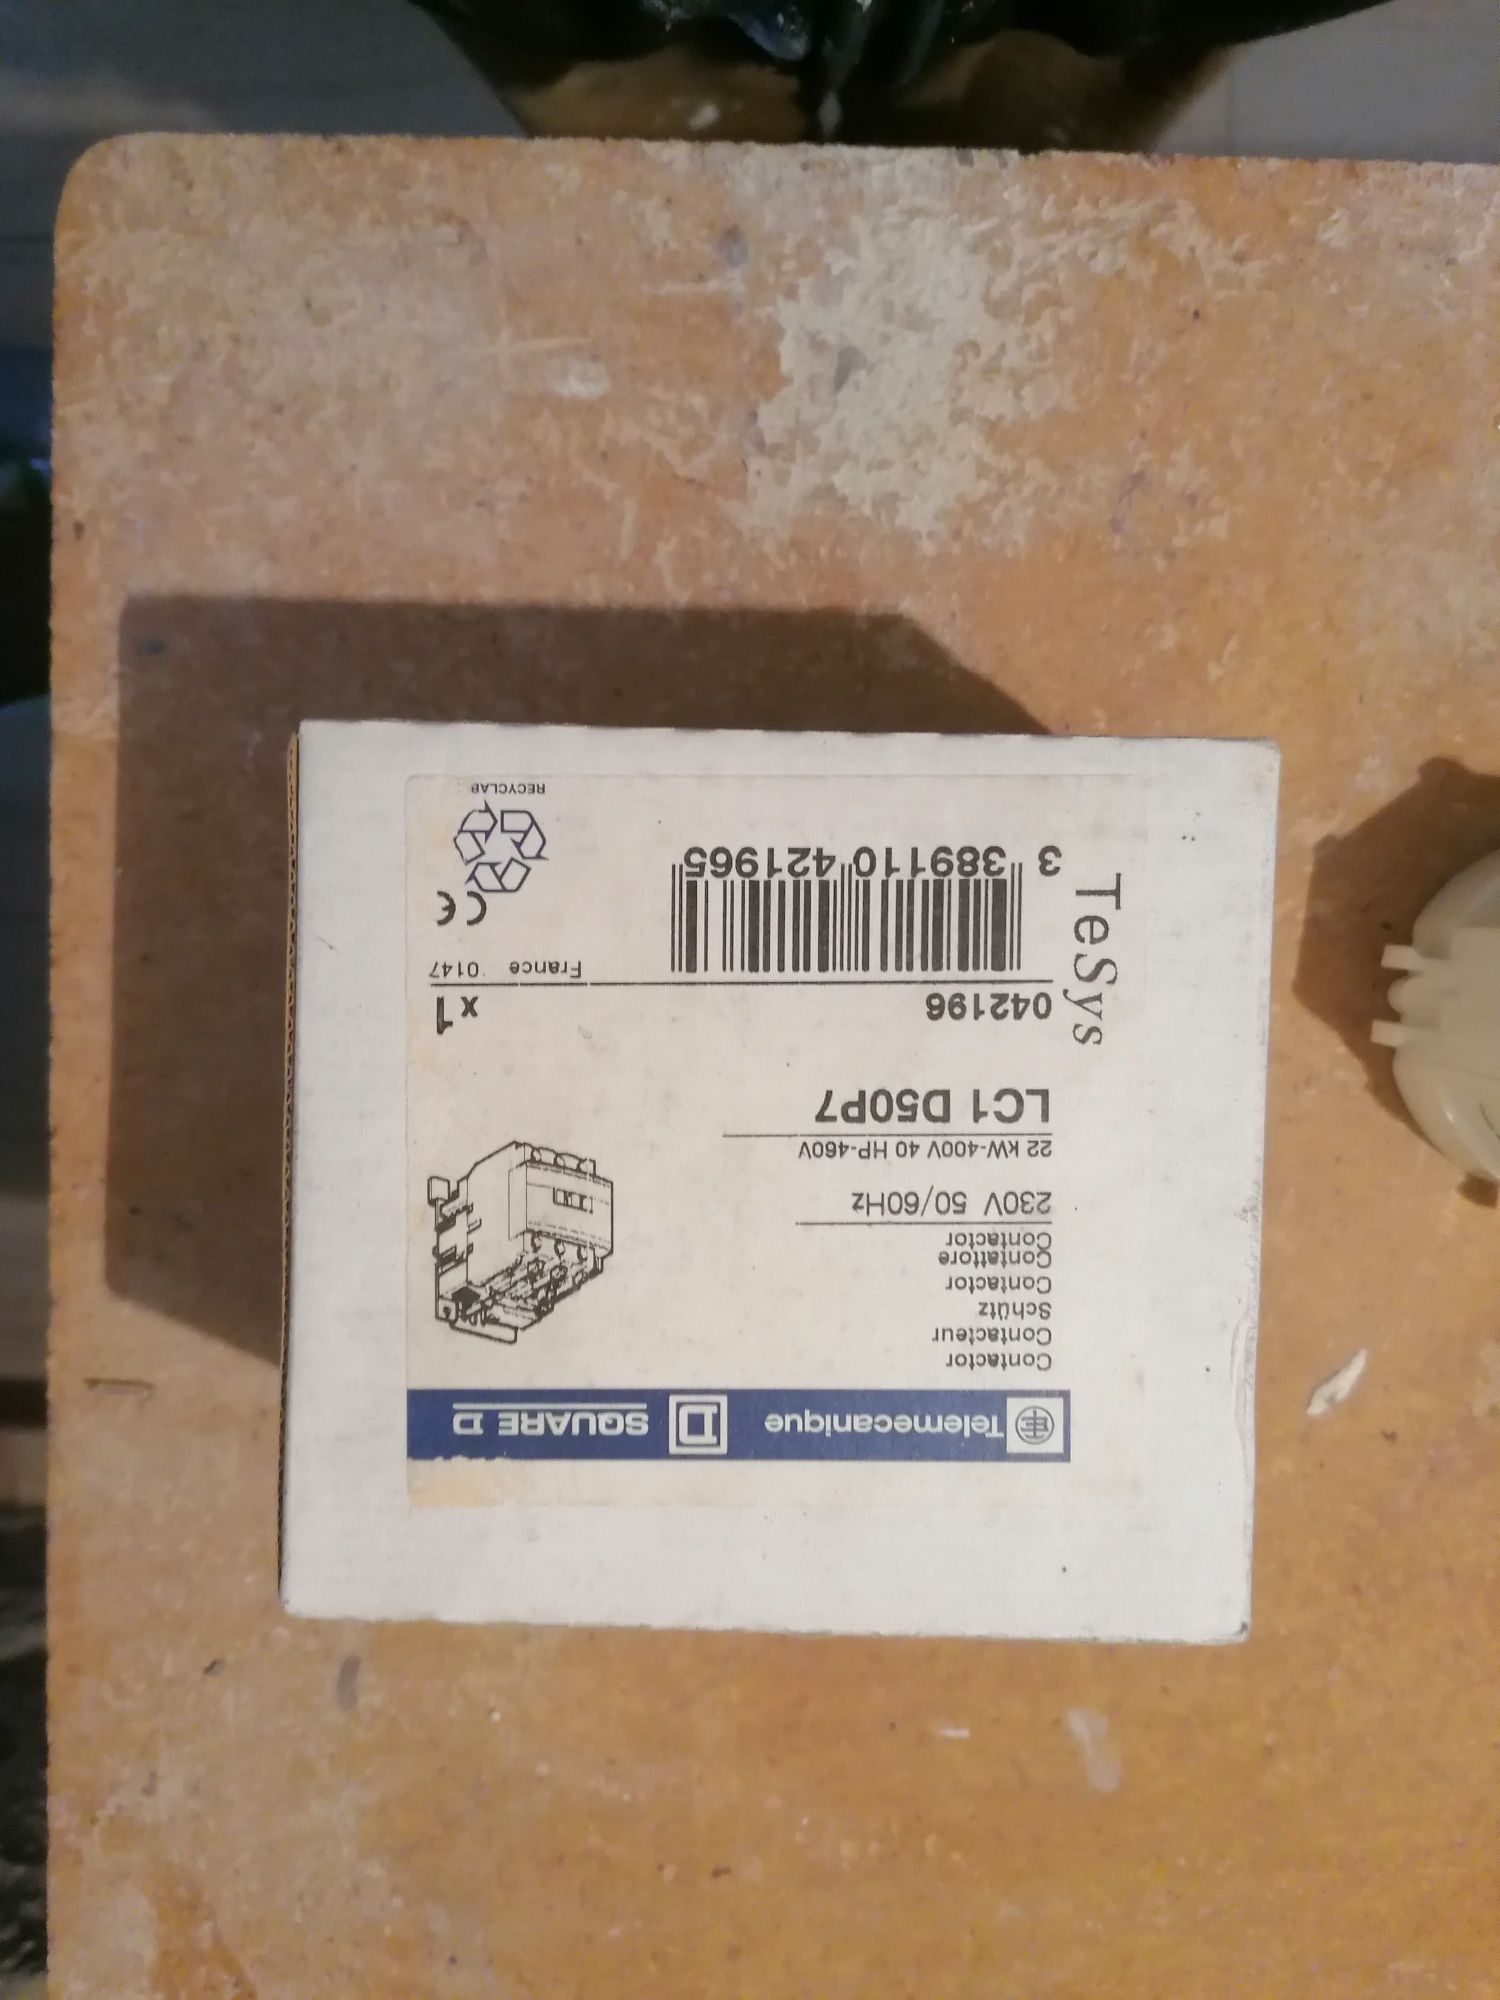 Telemecanique SQUARE D
Contactor
Contacteur
Schütz
Contactor
Contattore
Contactor
230V 50/60Hz
22 kW-400V 40 HP-460V
LC1 D50P7
TeSys
042196
x1
France 0147
3 389110 421965
CE
RECYCLAB